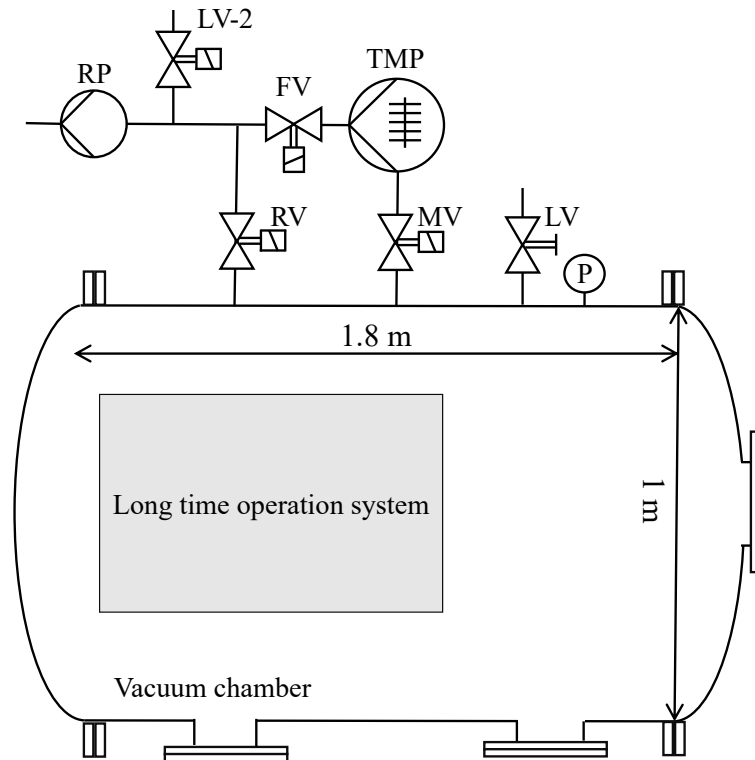 LV-2
RP
FV
TMP
RV
MV
LV
P
1.8 m
1 m
Long time operation system
Vacuum chamber